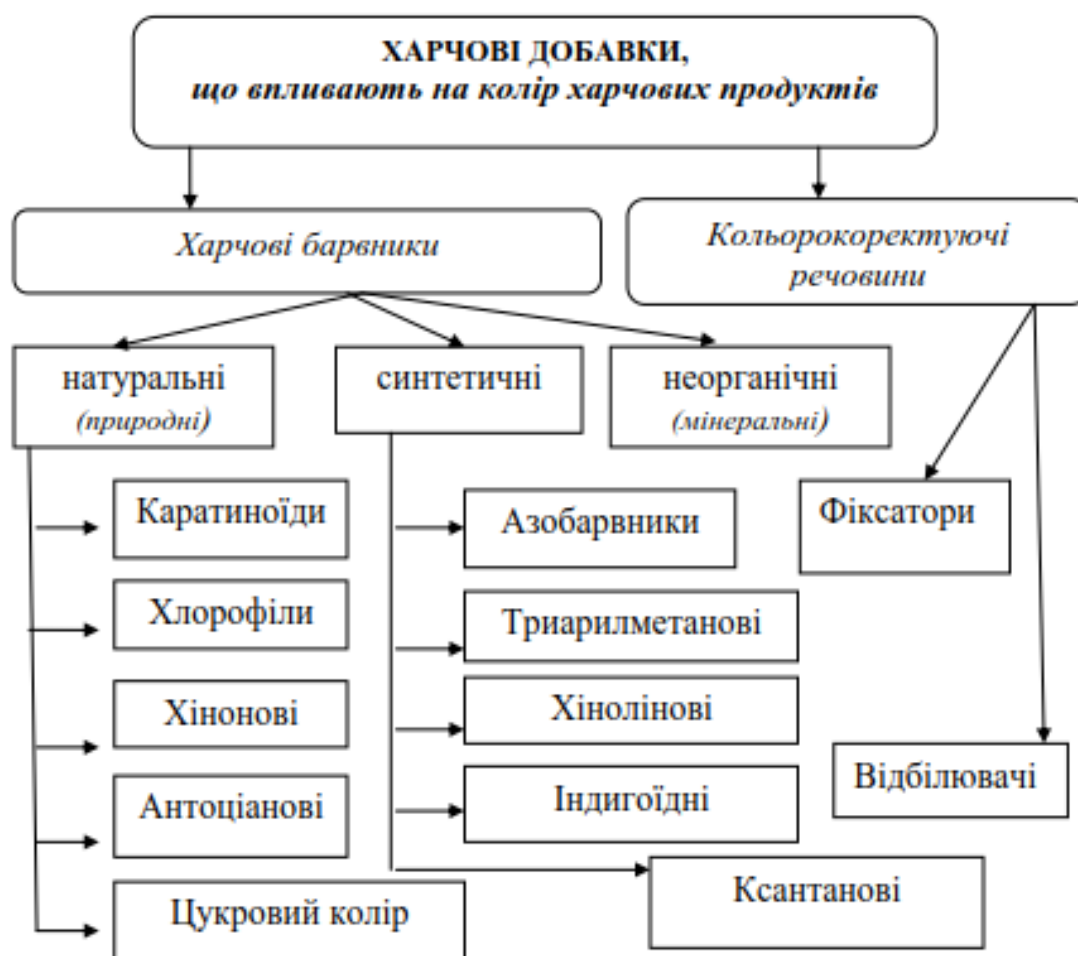 ХАРЧОВІ ДОБАВКИ,
що впливають на колір харчових продуктів
Харчові барвники
Кольорокоректуючі
речовини
натуральні
(природні)
синтетичні
неорганічні
(мінеральні)
Каратиноїди
Хлорофіли
Хінонові
Антоціанові
Цукровий колір
Азобарвники
Триарилметанові
Хінолінові
Індигоїдні
Ксантанові
Фіксатори
Відбілювачі